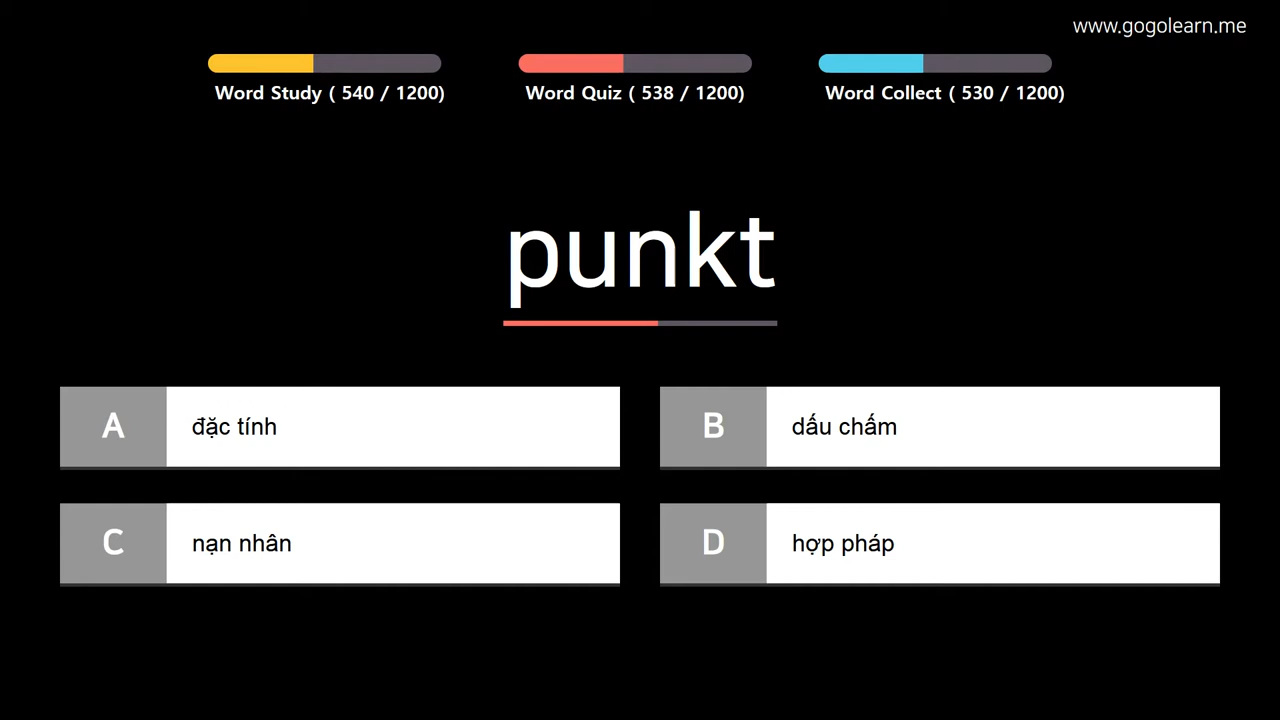 www.gogolearn.me
Word Study ( 540 / 1200)
Word Quiz ( 538 / 1200)
Word Collect ( 530 / 1200)
punkt
A đặc tính
B dấu chấm
C nạn nhân
D hợp pháp